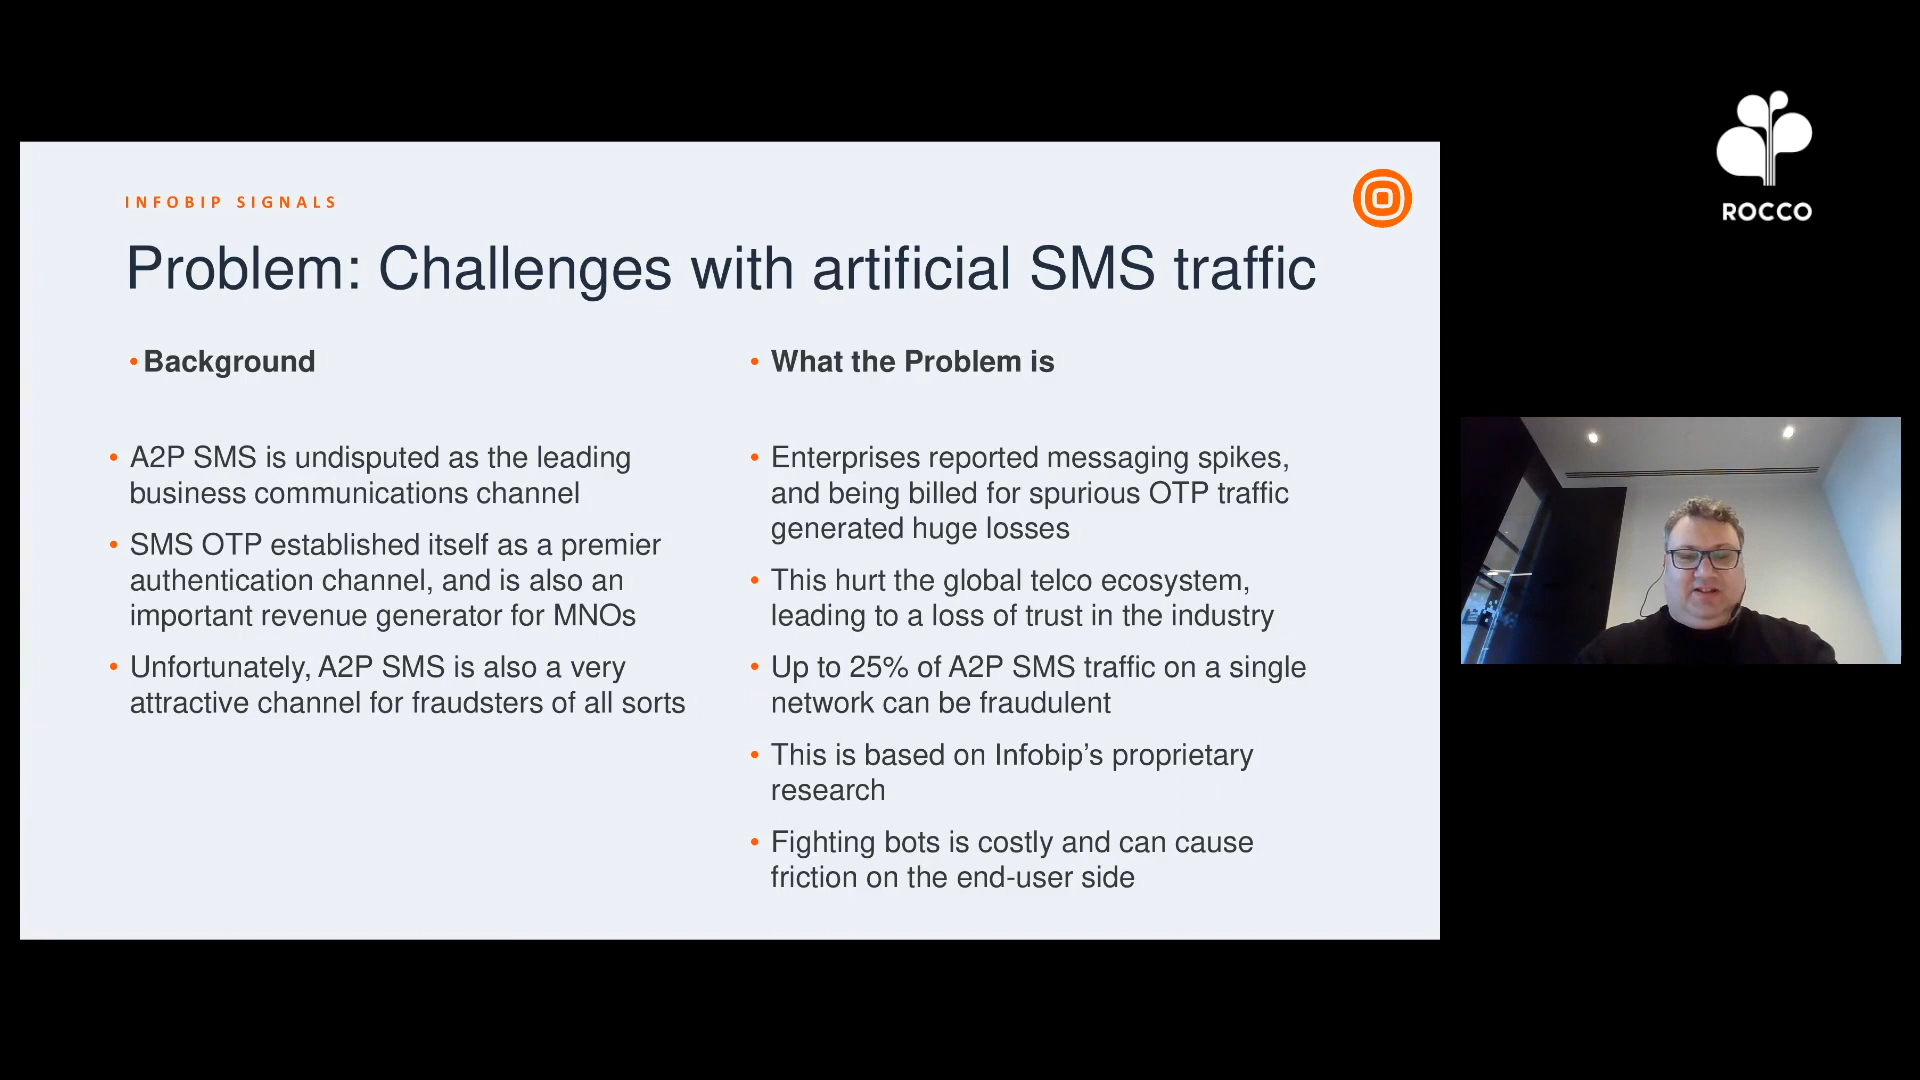 ROCCO
INFOBIP SIGNALS
Problem: Challenges with artificial SMS traffic
• Background
• A2P SMS is undisputed as the leading
business communications channel
• SMS OTP established itself as a premier
authentication channel, and is also an
important revenue generator for MNOs
• Unfortunately, A2P SMS is also a very
attractive channel for fraudsters of all sorts
• What the Problem is
• Enterprises reported messaging spikes,
and being billed for spurious OTP traffic
generated huge losses
• This hurt the global telco ecosystem,
leading to a loss of trust in the industry
• Up to 25% of A2P SMS traffic on a single
network can be fraudulent
• This is based on Infobip’s proprietary
research
• Fighting bots is costly and can cause
friction on the end-user side